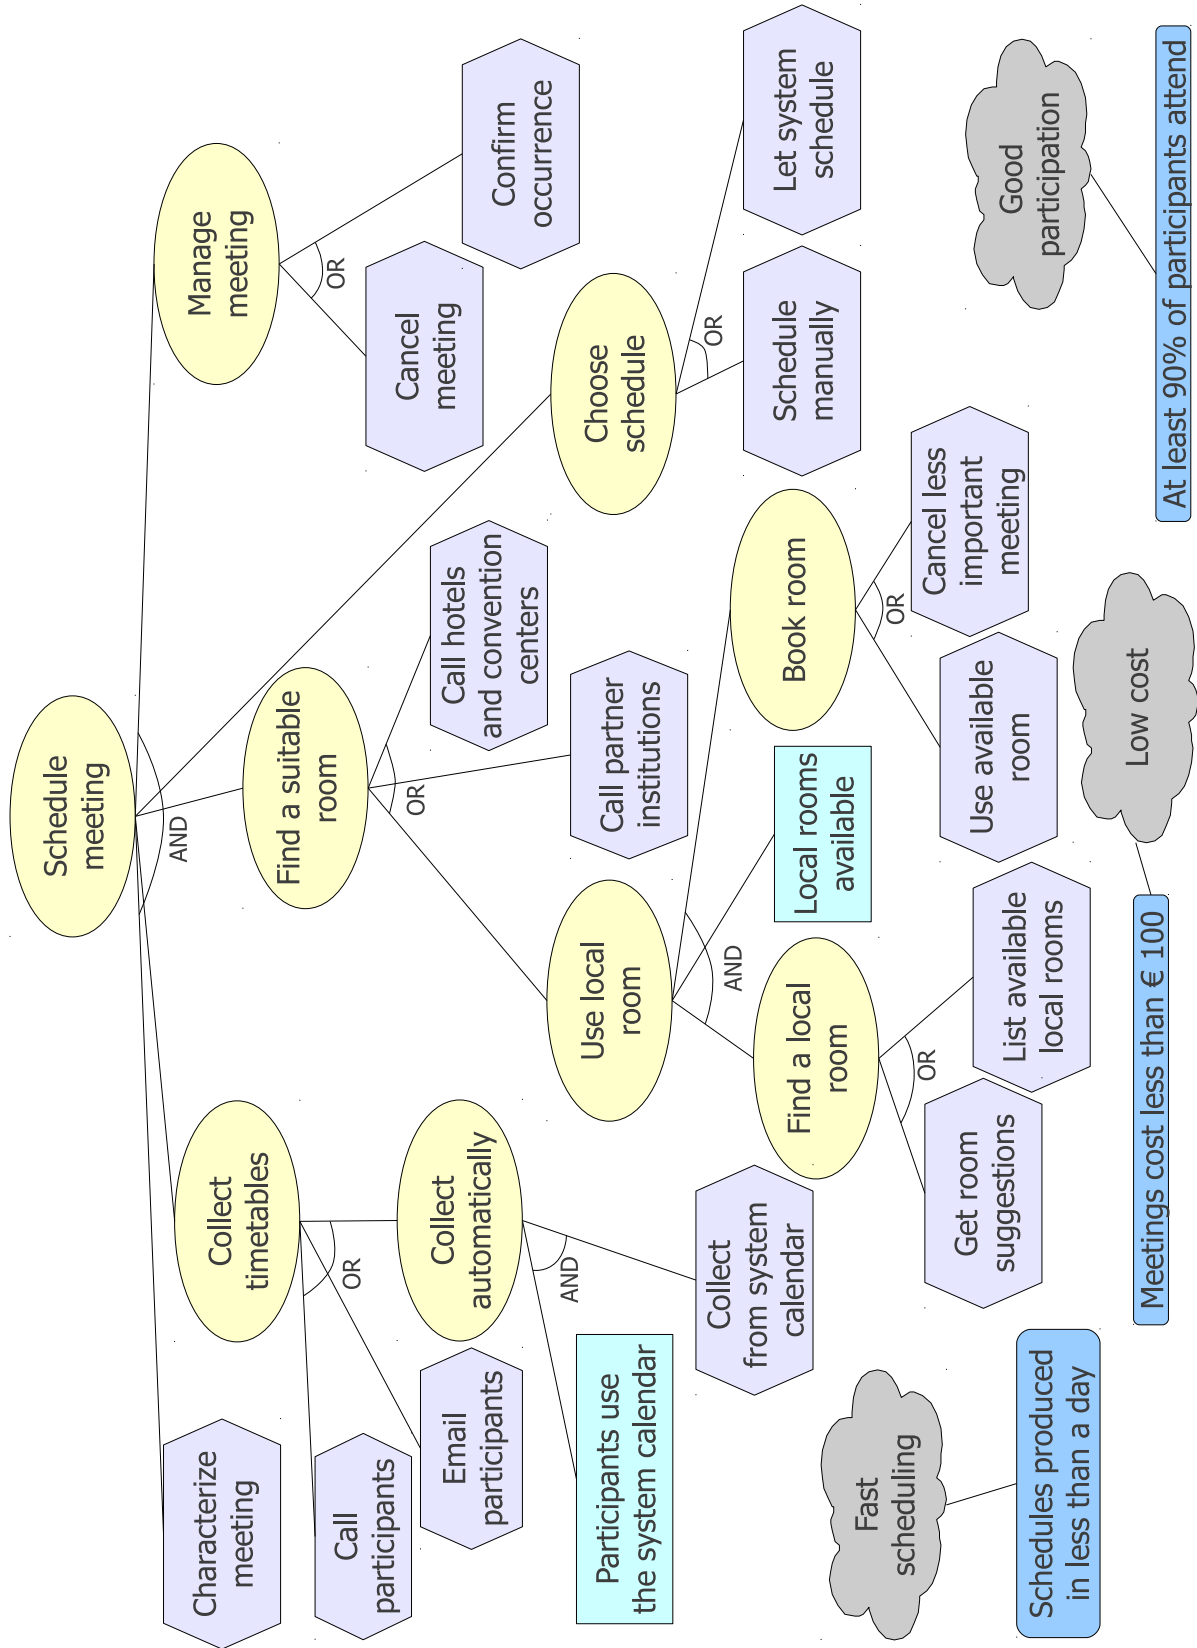 Schedule
meeting
AND
Characterize
meeting
Collect
timetables
OR
Call
participants
Email
participants
Collect
automatically
AND
Participants use
the system calendar
Collect
from system
calendar
Find a suitable
room
OR
Use local
room
AND
Find a local
room
OR
Get room
suggestions
List available
local rooms
Local rooms
available
Book room
OR
Use available
room
Cancel less
important
meeting
Call partner
institutions
Call hotels
and convention
centers
Choose
schedule
OR
Schedule
manually
Let system
schedule
Manage
meeting
OR
Cancel
meeting
Confirm
occurrence
Fast
scheduling
Schedules produced
in less than a day
Low cost
Meetings cost less than € 100
Good
participation
At least 90% of participants attend